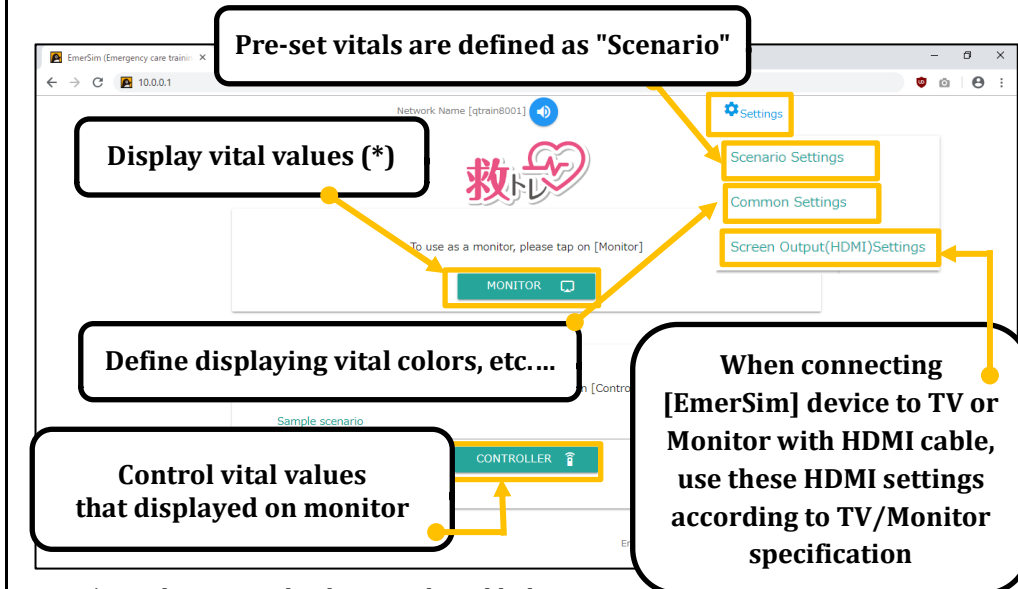 Pre-set vitals are defined as "Scenario"
EmerSim (Emergency care trainin
10.0.0.1
Network Name [qtrain8001]
Settings
Display vital values (*)
救トレ
Scenario Settings
Common Settings
Screen Output(HDMI)Settings
To use as a monitor, please tap on [Monitor]
MONITOR
Define displaying vital colors, etc.…
[Contro
Sample scenario
CONTROLLER
Control vital values
that displayed on monitor
When connecting
[EmerSim] device to TV or
Monitor with HDMI cable,
use these HDMI settings
according to TV/Monitor
specification